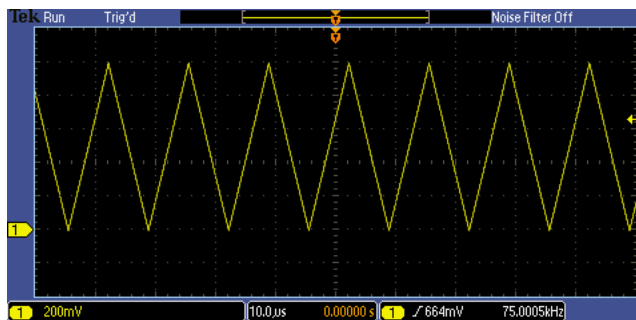 Tek Run Trig'd Noise Filter Off
T
T
1
1 200mV 10.0µs 0.00000 s 1 ƒ 664mV 75.0005kHz